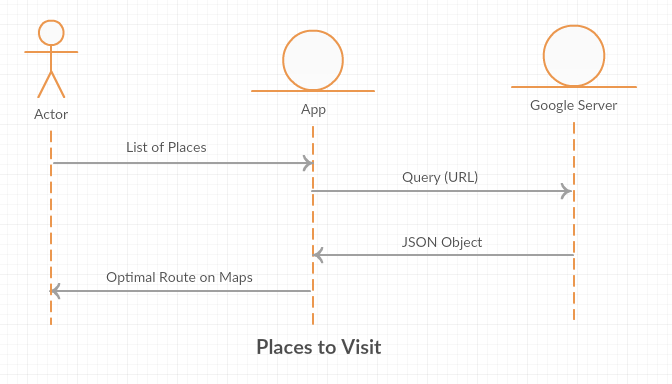 Actor
App
Google Server
List of Places
Query (URL)
JSON Object
Optimal Route on Maps
Places to Visit